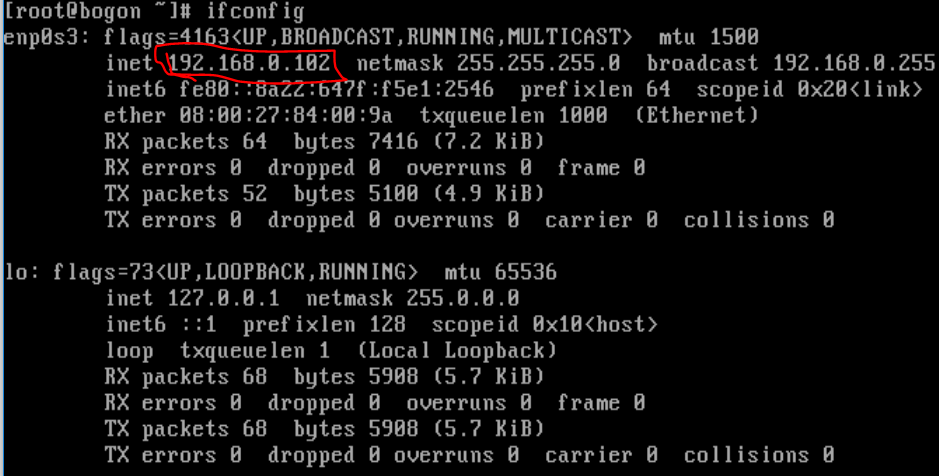 [root@bogon ~]# ifconfig
enp0s3: flags=4163<UP,BROADCAST,RUNNING,MULTICAST>  mtu 1500
        inet 192.168.0.102  netmask 255.255.255.0  broadcast 192.168.0.255
        inet6 fe80::8a22:647f:f5e1:2546  prefixlen 64  scopeid 0x20<link>
        ether 08:00:27:84:00:9a  txqueuelen 1000  (Ethernet)
        RX packets 64  bytes 7416 (7.2 KiB)
        RX errors 0  dropped 0  overruns 0  frame 0
        TX packets 52  bytes 5100 (4.9 KiB)
        TX errors 0  dropped 0 overruns 0  carrier 0  collisions 0

lo: flags=73<UP,LOOPBACK,RUNNING>  mtu 65536
        inet 127.0.0.1  netmask 255.0.0.0
        inet6 ::1  prefixlen 128  scopeid 0x10<host>
        loop  txqueuelen 1  (Local Loopback)
        RX packets 68  bytes 5908 (5.7 KiB)
        RX errors 0  dropped 0  overruns 0  frame 0
        TX packets 68  bytes 5908 (5.7 KiB)
        TX errors 0  dropped 0 overruns 0  carrier 0  collisions 0